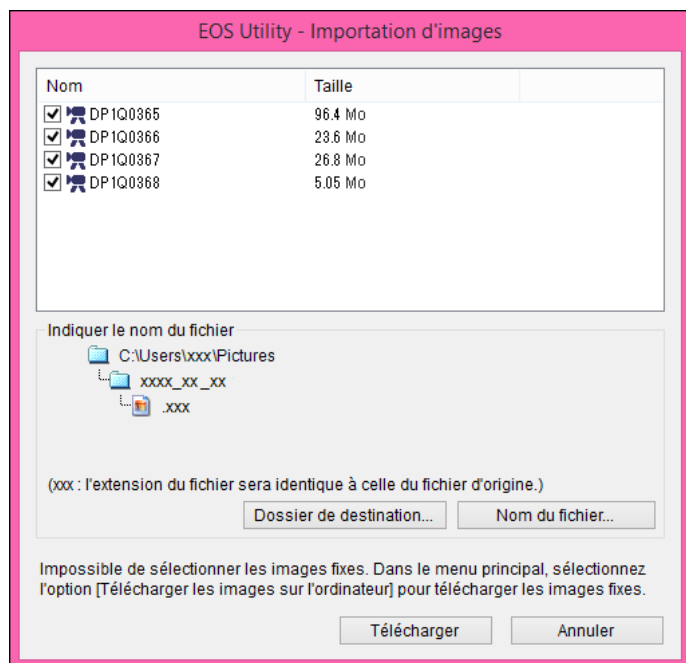 EOS Utility - Importation d'images
Nom Taille
DP1Q0365 96.4 Mo
DP1Q0366 23.6 Mo
DP1Q0367 26.8 Mo
DP1Q0368 5.05 Mo
Indiquer le nom du fichier
C:\Users\xxx\Pictures
xxxx_xx_xx
.xxx
(xxx : l'extension du fichier sera identique à celle du fichier d'origine.)
Dossier de destination... Nom du fichier...
Impossible de sélectionner les images fixes. Dans le menu principal, sélectionnez
l'option [Télécharger les images sur l'ordinateur] pour télécharger les images fixes.
Télécharger Annuler